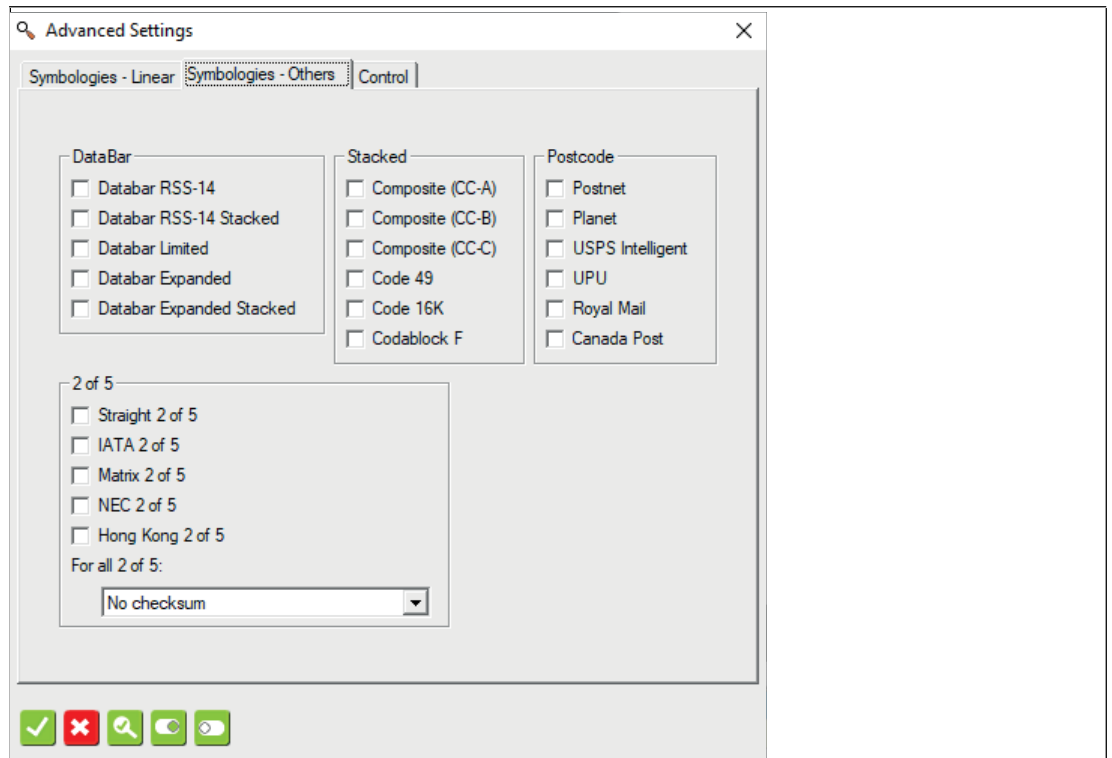 Advanced Settings
Symbologies - Linear
Symbologies - Others
Control
DataBar
Databar RSS-14
Databar RSS-14 Stacked
Databar Limited
Databar Expanded
Databar Expanded Stacked
Stacked
Composite (CC-A)
Composite (CC-B)
Composite (CC-C)
Code 49
Code 16K
Codablock F
Postcode
Postnet
Planet
USPS Intelligent
UPU
Royal Mail
Canada Post
2 of 5
Straight 2 of 5
IATA 2 of 5
Matrix 2 of 5
NEC 2 of 5
Hong Kong 2 of 5
For all 2 of 5:
No checksum